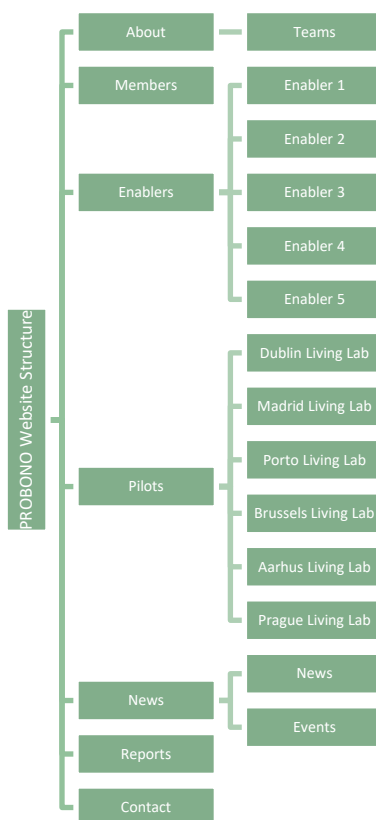 PROBONO Website Structure
About
Teams
Members
Enablers
Enabler 1
Enabler 2
Enabler 3
Enabler 4
Enabler 5
Pilots
Dublin Living Lab
Madrid Living Lab
Porto Living Lab
Brussels Living Lab
Aarhus Living Lab
Prague Living Lab
News
News
Events
Reports
Contact